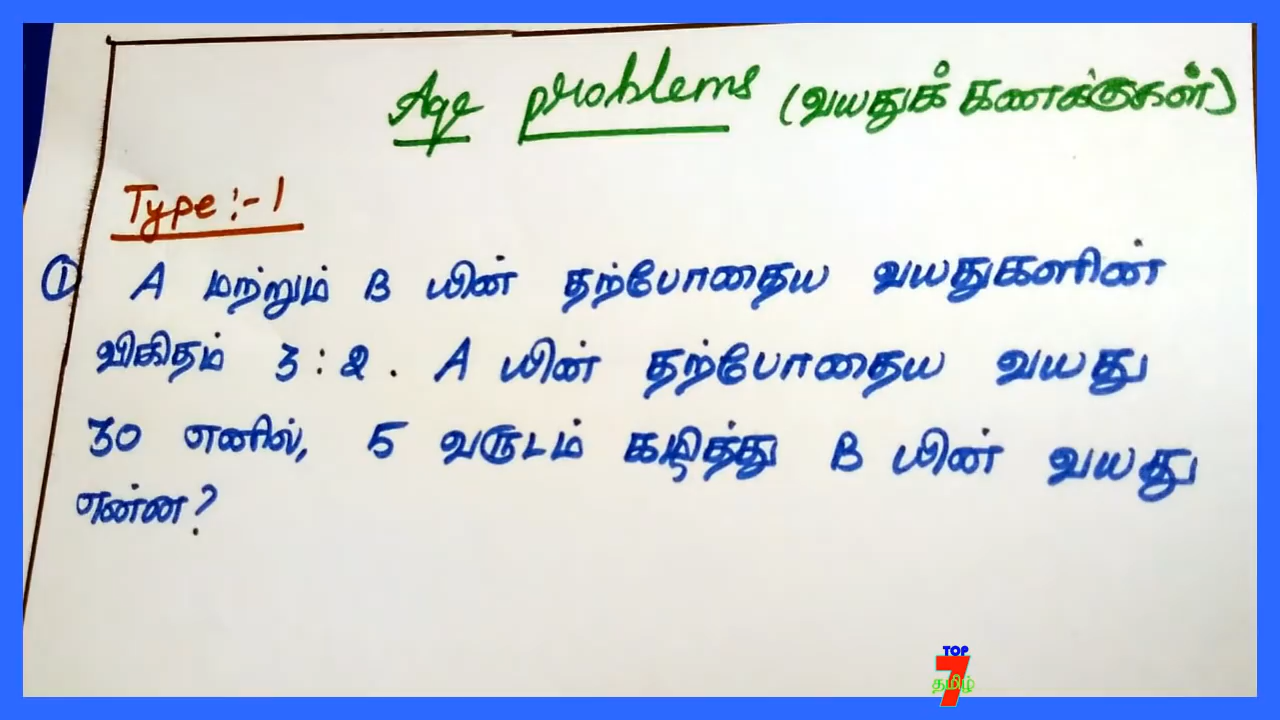 Age problems (வயதுக் கணக்குகள்)
Type :- 1
① A மற்றும் B யின் தற்போதைய வயதுகளின்
விகிதம் 3 : 2 . A யின் தற்போதைய வயது
30 எனில், 5 வருடம் கழித்து B யின் வயது
என்ன?
TOP
7
தமிழ்